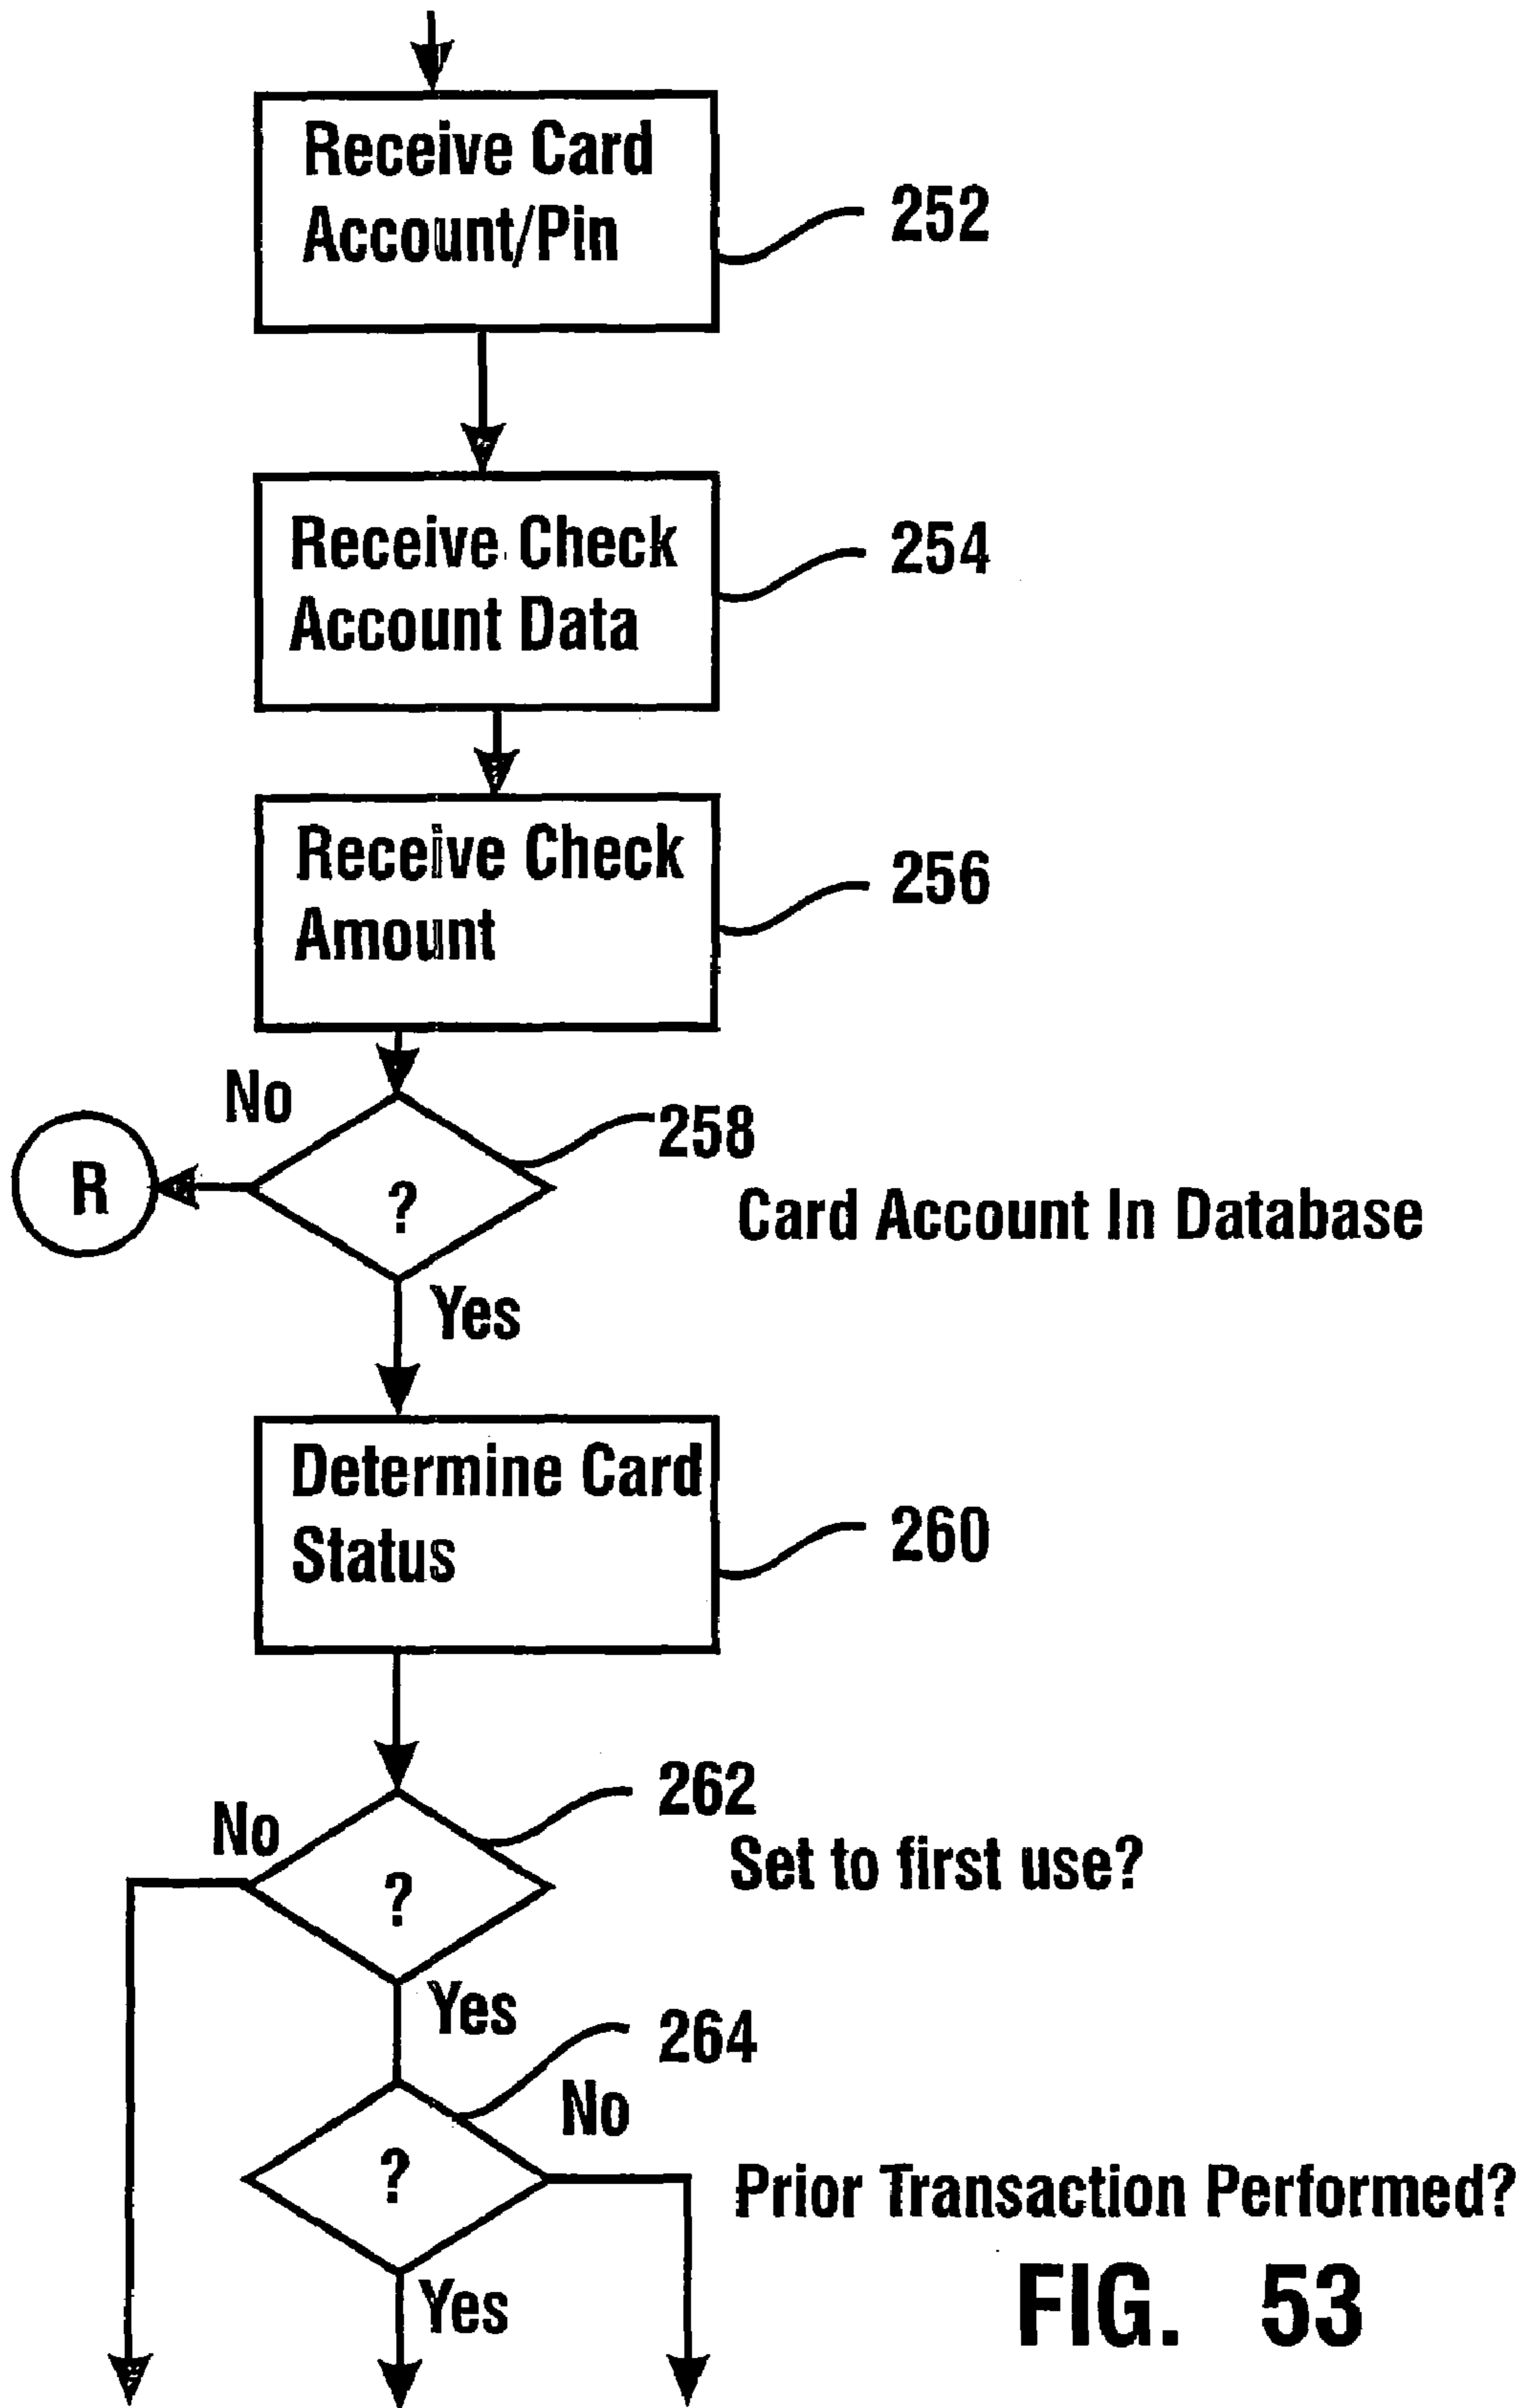 Receive Card
Account/Pin
252
Receive Check
Account Data
254
Receive Check
Amount
256
No
258
R
?
Card Account In Database
Yes
Determine Card
Status
260
262
No
Set to first use?
?
Yes
264
No
?
Prior Transaction Performed?
Yes
FIG. 53